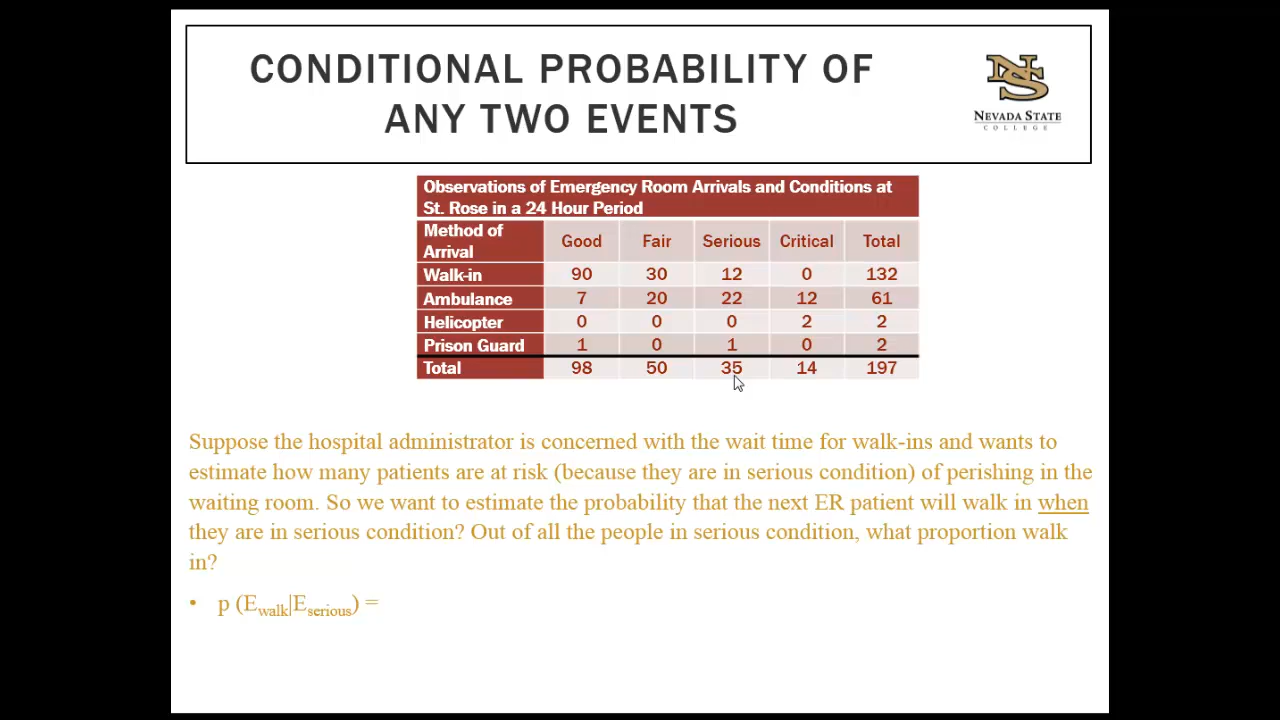 CONDITIONAL PROBABILITY OF
ANY TWO EVENTS
NS
NEVADA STATE
COLLEGE
Observations of Emergency Room Arrivals and Conditions at
St. Rose in a 24 Hour Period
Method of Arrival Good Fair Serious Critical Total
Walk-in 90 30 12 0 132
Ambulance 7 20 22 12 61
Helicopter 0 0 0 2 2
Prison Guard 1 0 1 0 2
Total 98 50 35 14 197
Suppose the hospital administrator is concerned with the wait time for walk-ins and wants to
estimate how many patients are at risk (because they are in serious condition) of perishing in the
waiting room. So we want to estimate the probability that the next ER patient will walk in when
they are in serious condition? Out of all the people in serious condition, what proportion walk
in?
• p (Ewalk|Eserious) =